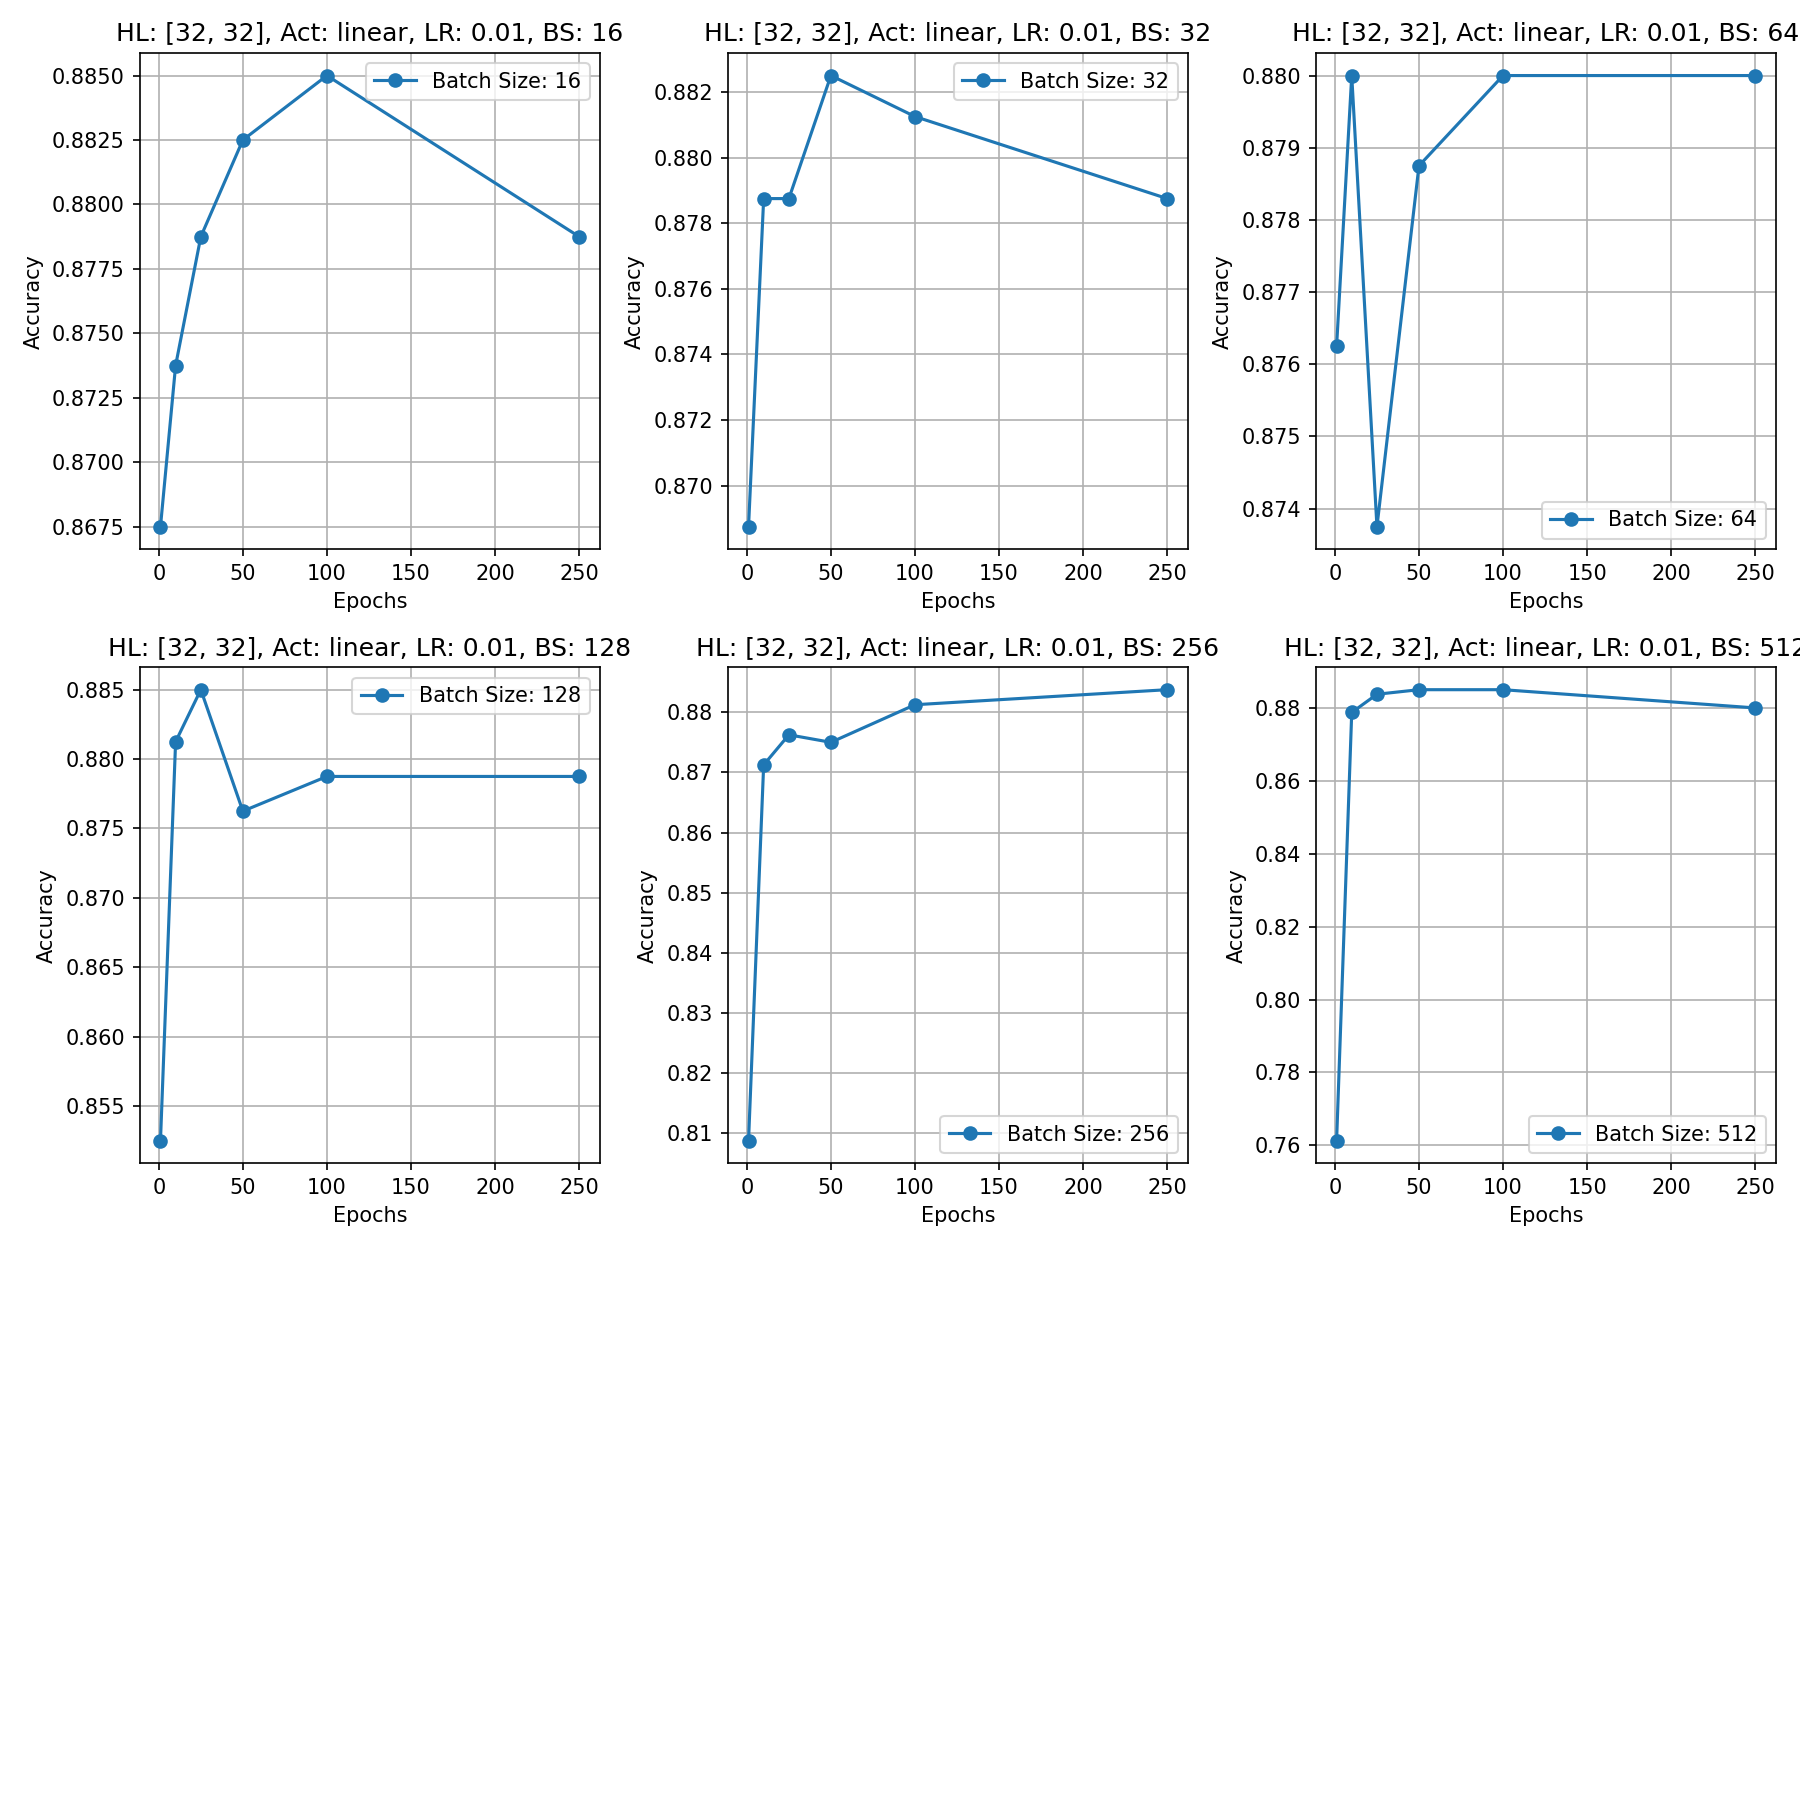 HL: [32, 32], Act: linear, LR: 0.01, BS: 16
Batch Size: 16
0.8850
0.8825
0.8800
0.8775
0.8750
0.8725
0.8700
0.8675
Accuracy
0 50 100 150 200 250
Epochs
HL: [32, 32], Act: linear, LR: 0.01, BS: 32
Batch Size: 32
0.882
0.880
0.878
0.876
0.874
0.872
0.870
Accuracy
0 50 100 150 200 250
Epochs
HL: [32, 32], Act: linear, LR: 0.01, BS: 64
0.880
0.879
0.878
0.877
0.876
0.875
0.874
Accuracy
Batch Size: 64
0 50 100 150 200 250
Epochs
HL: [32, 32], Act: linear, LR: 0.01, BS: 128
Batch Size: 128
0.885
0.880
0.875
0.870
0.865
0.860
0.855
Accuracy
0 50 100 150 200 250
Epochs
HL: [32, 32], Act: linear, LR: 0.01, BS: 256
0.88
0.87
0.86
0.85
0.84
0.83
0.82
0.81
Accuracy
Batch Size: 256
0 50 100 150 200 250
Epochs
HL: [32, 32], Act: linear, LR: 0.01, BS: 512
0.88
0.86
0.84
0.82
0.80
0.78
0.76
Accuracy
Batch Size: 512
0 50 100 150 200 250
Epochs